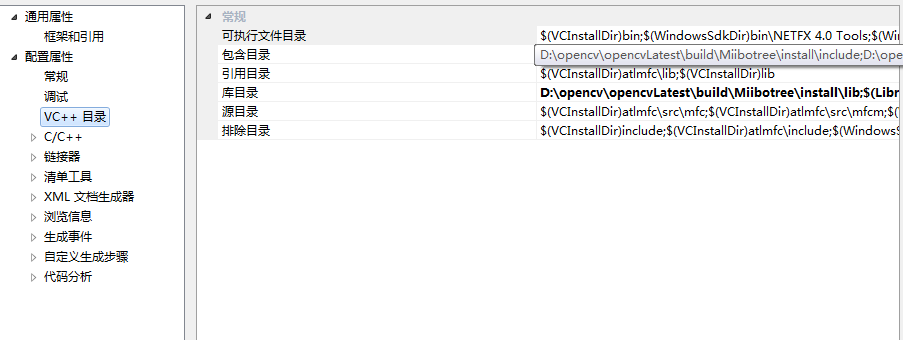 通用属性
框架和引用
配置属性
常规
调试
VC++ 目录
C/C++
链接器
清单工具
XML 文档生成器
浏览信息
生成事件
自定义生成步骤
代码分析
常规
可执行文件目录 $(VCInstallDir)bin;$(WindowsSdkDir)bin\NETFX 4.0 Tools;$(Win
包含目录 D:\opencv\opencvLatest\build\Miibotree\install\include;D:\ope
引用目录 $(VCInstallDir)atlmfc\lib;$(VCInstallDir)lib
库目录 D:\opencv\opencvLatest\build\Miibotree\install\lib;$(Libr
源目录 $(VCInstallDir)atlmfc\src\mfc;$(VCInstallDir)atlmfc\src\mfcm;$(
排除目录 $(VCInstallDir)include;$(VCInstallDir)atlmfc\include;$(WindowsS